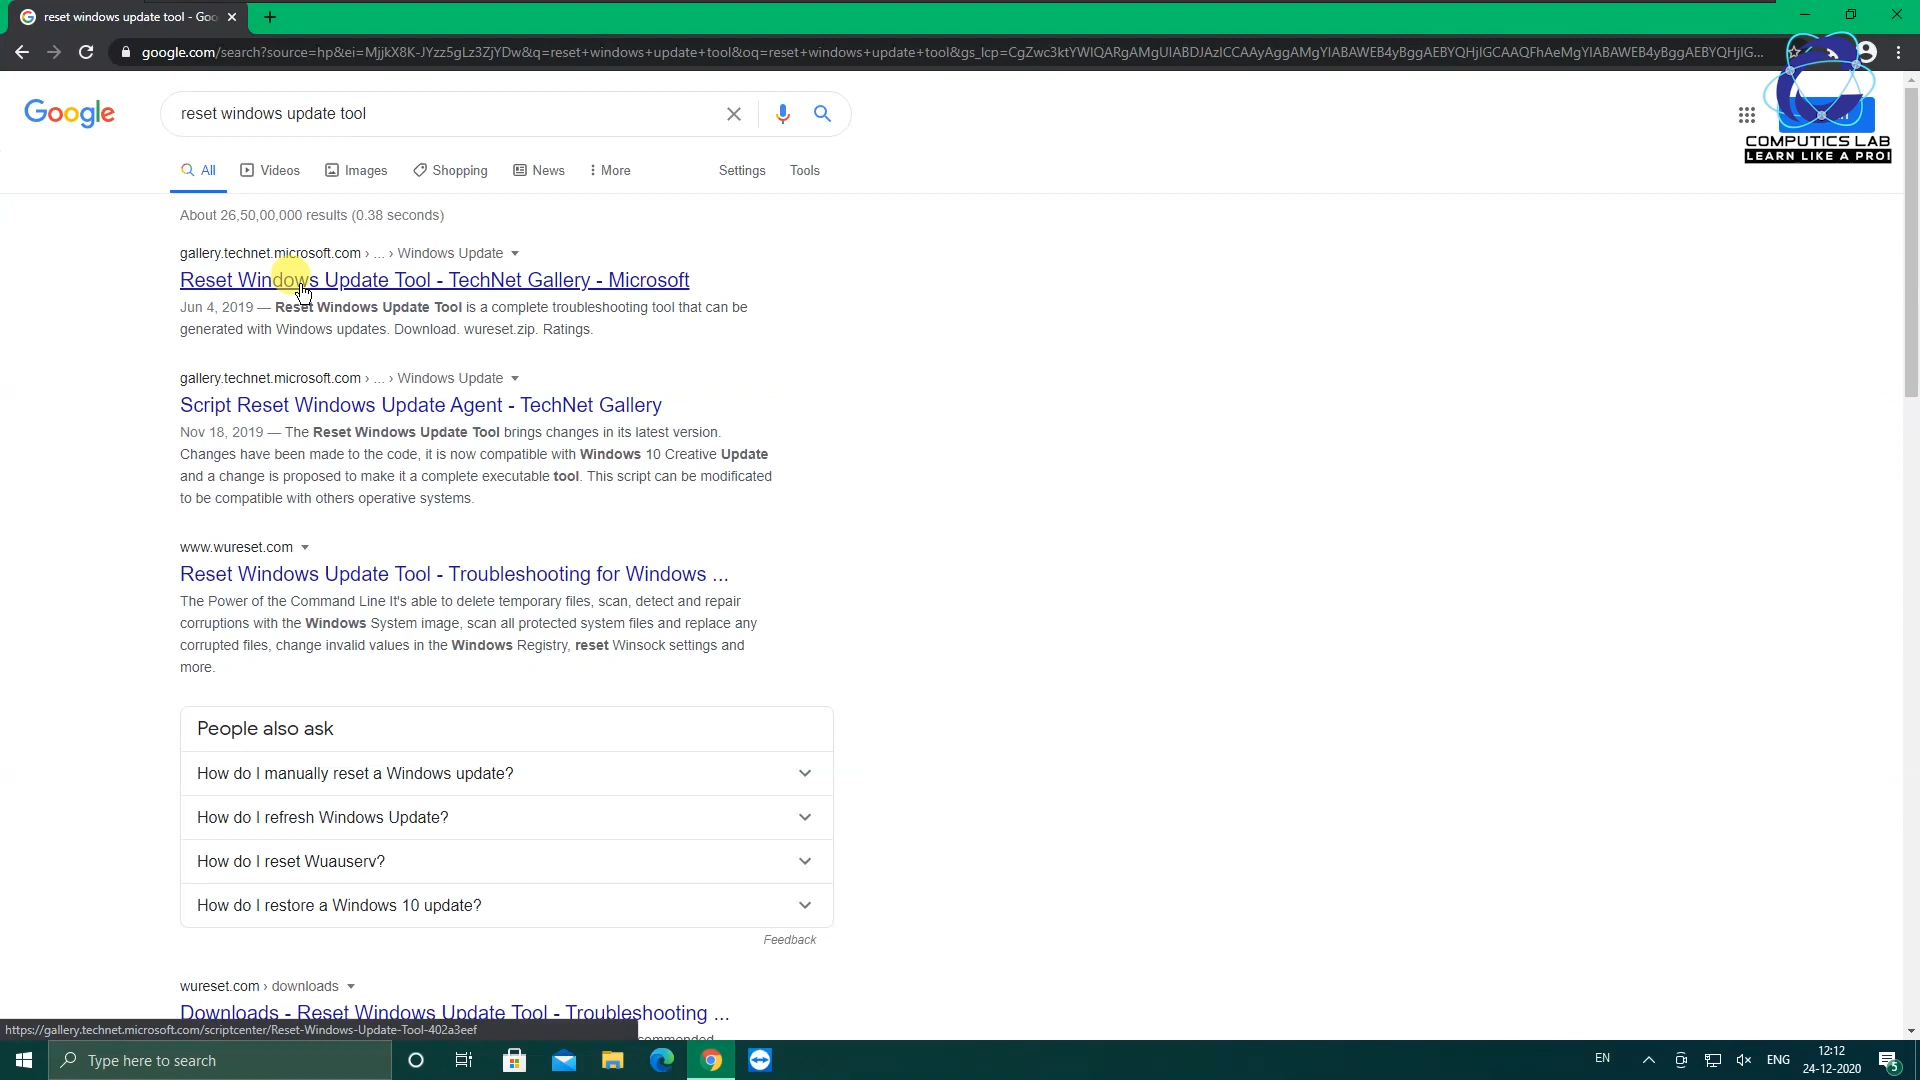 reset windows update tool - Goo
google.com/search?source=hp&ei=MjjkX8K-JYzz5gLz3ZjYDw&q=reset+windows+update+tool&oq=reset+windows+update+tool&gs_lcp=CgZwc3ktYWIQARgAMgUIABDJAzICCAAyAggAMgYIABAWEB4yBggAEBYQHjIGCAAQFhAeMgYIABAWEB4yBggAEBYQHjIG...
Google
reset windows update tool
All Videos Images Shopping News More Settings Tools
COMPUTICS LAB
LEARN LIKE A PRO!
About 26,50,00,000 results (0.38 seconds)
gallery.technet.microsoft.com › ... › Windows Update
Reset Windows Update Tool - TechNet Gallery - Microsoft
Jun 4, 2019 — Reset Windows Update Tool is a complete troubleshooting tool that can be
generated with Windows updates. Download. wureset.zip. Ratings.
gallery.technet.microsoft.com › ... › Windows Update
Script Reset Windows Update Agent - TechNet Gallery
Nov 18, 2019 — The Reset Windows Update Tool brings changes in its latest version.
Changes have been made to the code, it is now compatible with Windows 10 Creative Update
and a change is proposed to make it a complete executable tool. This script can be modificated
to be compatible with others operative systems.
www.wureset.com
Reset Windows Update Tool - Troubleshooting for Windows ...
The Power of the Command Line It's able to delete temporary files, scan, detect and repair
corruptions with the Windows System image, scan all protected system files and replace any
corrupted files, change invalid values in the Windows Registry, reset Winsock settings and
more.
People also ask
How do I manually reset a Windows update?
How do I refresh Windows Update?
How do I reset Wuauserv?
How do I restore a Windows 10 update?
Feedback
wureset.com › downloads
Downloads - Reset Windows Update Tool - Troubleshooting ...
https://gallery.technet.microsoft.com/scriptcenter/Reset-Windows-Update-Tool-402a3eef
Type here to search
EN
ENG
12:12
24-12-2020
5